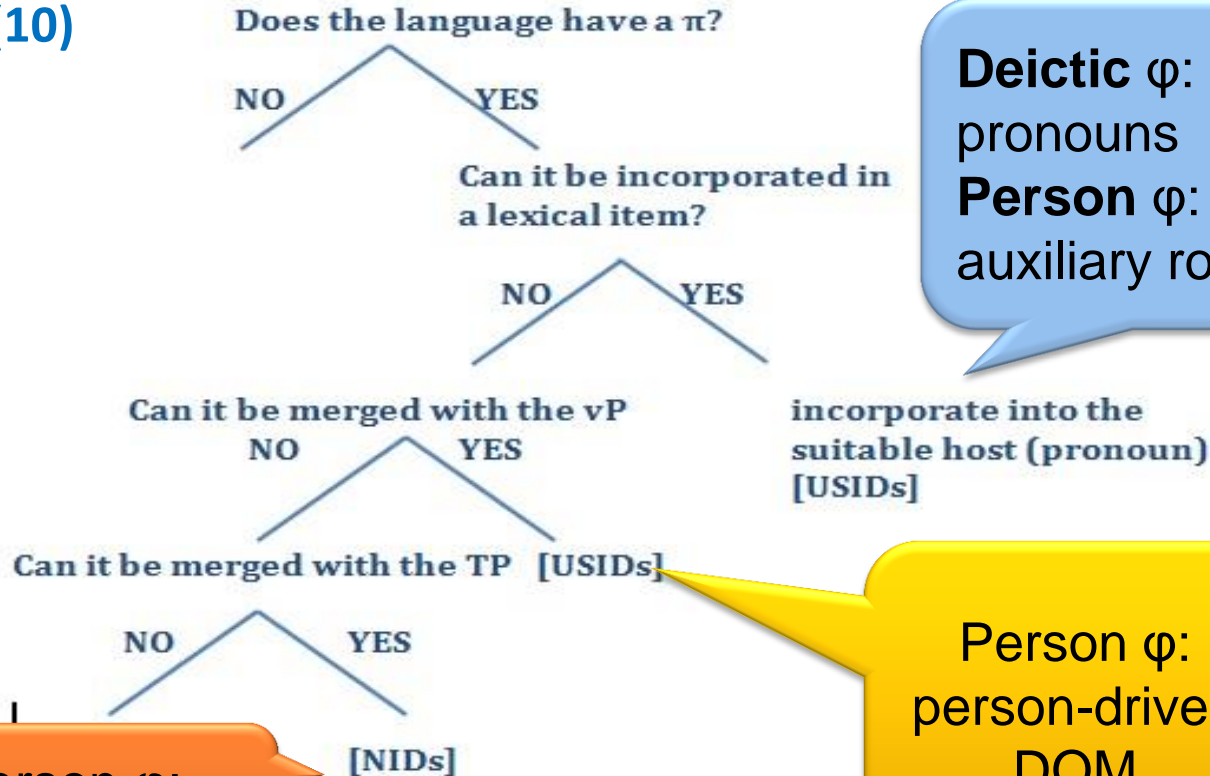 (10)
Does the language have a π?
NO YES
Can it be incorporated in
a lexical item?
NO YES
Deictic φ:
pronouns
Person φ:
auxiliary
Can it be merged with the vP
NO YES
incorporate into the
suitable host (pronoun)
[USIDs]
Can it be merged with the TP [USIDs]
NO YES
[NIDs]
Person φ:
DOM